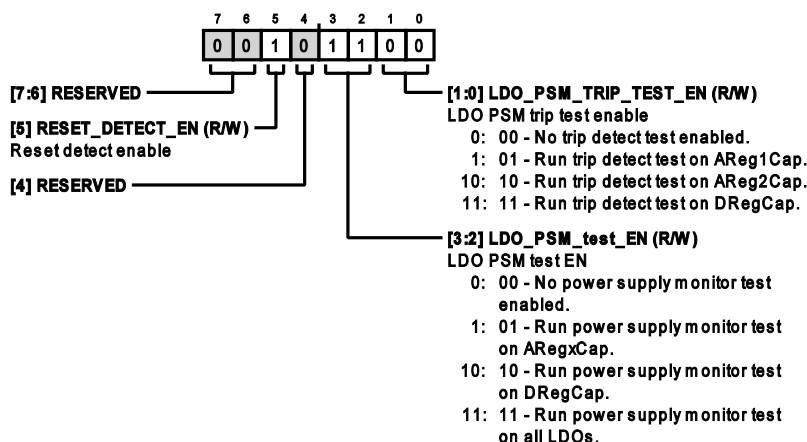 7 6 5 4 3 2 1 0
0 0 1 0 1 1 0 0
[7:6] RESERVED
[5] RESET_DETECT_EN (R/W)
Reset detect enable
[4] RESERVED
[1:0] LDO_PSM_TRIP_TEST_EN (R/W)
LDO PSM trip test enable
0: 00 - No trip detect test enabled.
1: 01 - Run trip detect test on AReg1Cap.
10: 10 - Run trip detect test on AReg2Cap.
11: 11 - Run trip detect test on DRegCap.
[3:2] LDO_PSM_test_EN (R/W)
LDO PSM test EN
0: 00 - No power supply monitor test
enabled.
1: 01 - Run power supply monitor test
on ARegxCap.
10: 10 - Run power supply monitor test
on DRegCap.
11: 11 - Run power supply monitor test
on all LDOs.